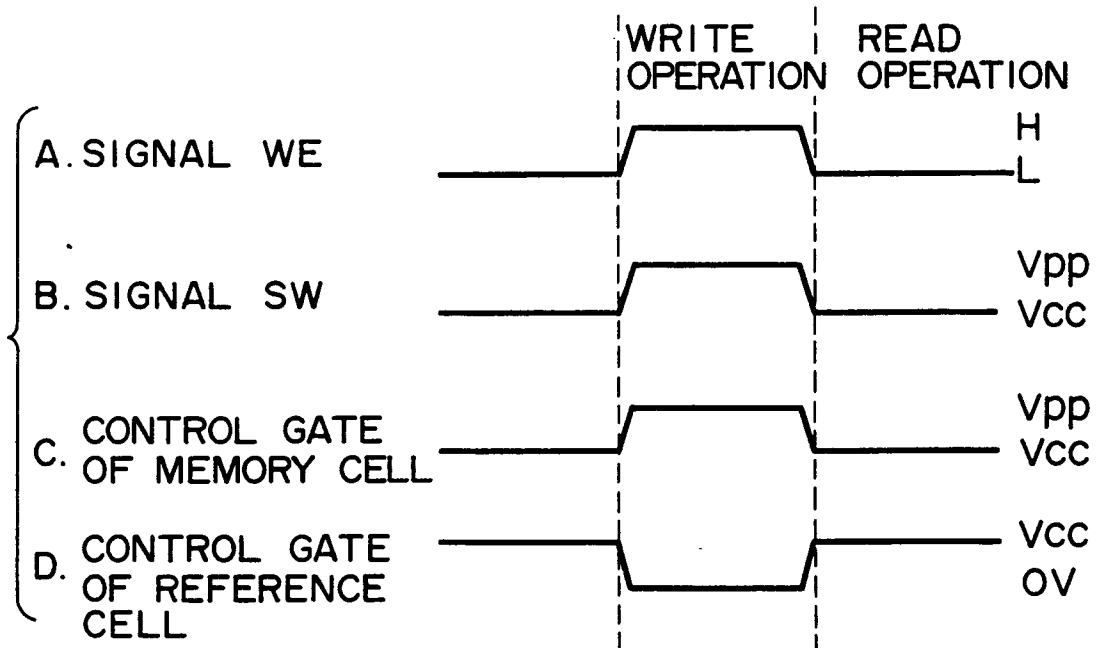 WRITE
OPERATION
READ
OPERATION
A. SIGNAL WE
H
L
B. SIGNAL SW
Vpp
Vcc
C. CONTROL GATE
OF MEMORY CELL
Vpp
Vcc
D. CONTROL GATE
OF REFERENCE
CELL
Vcc
OV